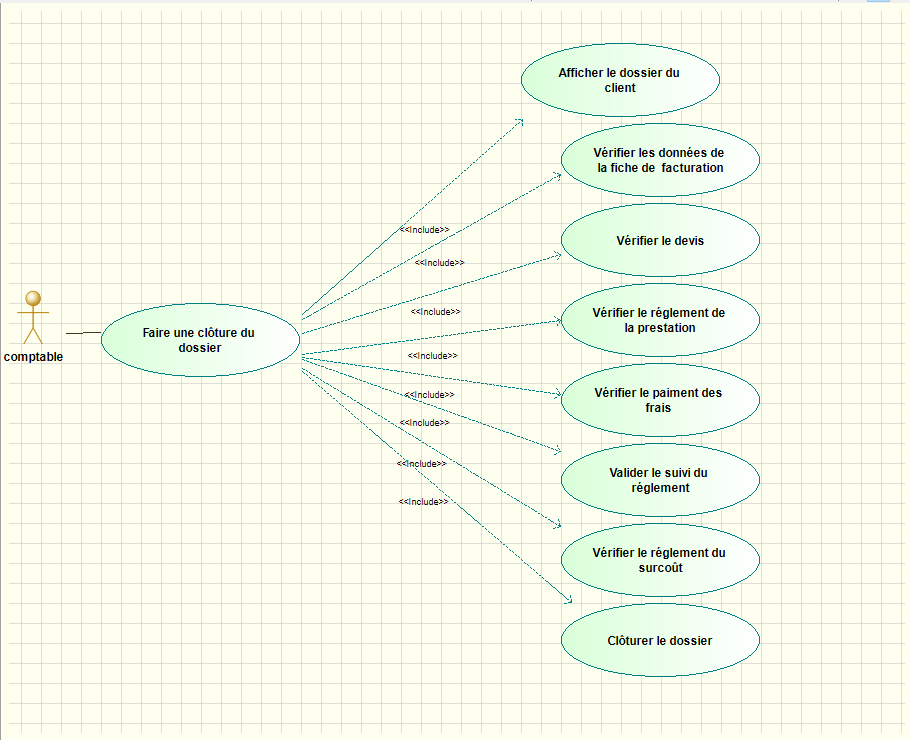 Afficher le dossier du
client
Vérifier les données de
la fiche de facturation
<<Include>>
<<Include>>
Vérifier le devis
<<Include>>
Vérifier le réglement de
la prestation
Faire une clôture du
dossier
comptable
<<Include>>
<<Include>>
Vérifier le paiment des
frais
<<Include>>
<<Include>>
Valider le suivi du
réglement
<<Include>>
Vérifier le réglement du
surcoût
Clôturer le dossier